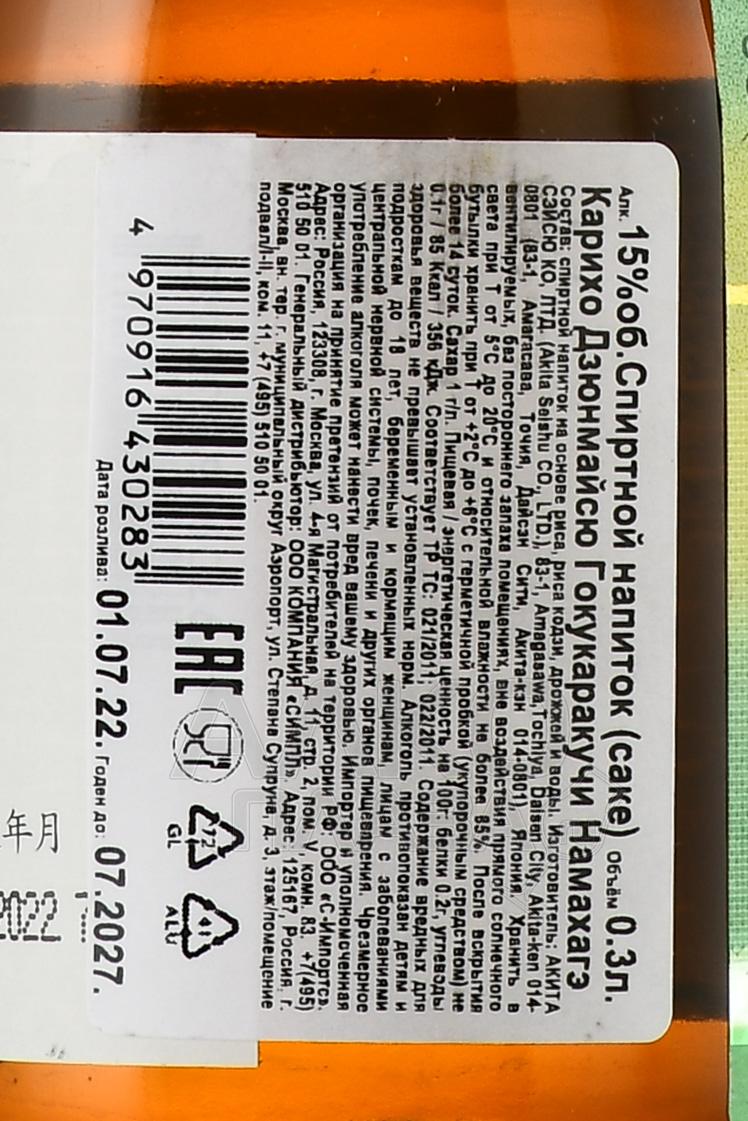 Алк. 15%об. Спиртной напиток (саке) Объём 0.3л.
Карихо Дзюнмайсю Гокукаракучи Намахагэ
Состав: спиртной напиток на основе риса, риса кодзи, дрожжей и воды. Изготовитель: АКИТА
СЭЙСЮ КО, ЛТД. (Akita Seishu CO., LTD.), 83-1, Amagasawa, Tochiya, Daisen City, Akita-ken 014-
0801 (83-1, Амагасава, Точия, Дайсэн Сити, Акита-кэн 014-0801), Япония. Хранить в
вентилируемых, без постороннего запаха помещениях, вне воздействия прямого солнечного
света при Т от 5°С до 20°С и относительной влажности не более 85%. После вскрытия
бутылки хранить при Т от +2°С до +6°С с герметичной пробкой (укупорочным средством) не
более 14 суток. Сахар 1 г/л. Пищевая / энергетическая ценность на 100г: белки 0.2г, углеводы
0.1г / 85 Ккал / 356 кДж. Соответствует ТР ТС: 021/2011; 022/2011. Содержание вредных для
здоровья веществ не превышает установленных норм. Алкоголь противопоказан детям и
подросткам до 18 лет, беременным и кормящим женщинам, лицам с заболеваниями
центральной нервной системы, почек, печени и других органов пищеварения. Чрезмерное
употребление алкоголя может нанести вред вашему здоровью. Импортер и уполномоченная
организация на принятие претензий от потребителей на территории РФ: ООО «С-Импортс».
Адрес: Россия, 123308, г. Москва, ул. 4-я Магистральная, д. 11, стр. 2, пом. V, комн. 83. +7(495)
510 50 01. Генеральный дистрибьютор: ООО КОМПАНИЯ «СИМПЛ». Адрес: 125167, Россия, г.
Москва, вн. тер. г. муниципальный округ Аэропорт, ул. Степана Супруна, д. 3, этаж/помещение
подвал/I-II, ком. 11, +7 (495) 510 50 01.
4 970916 430283
EAC
72
GL
41
ALU
Дата розлива: 01.07.22. Годен до: 07.2027.
年月
2022